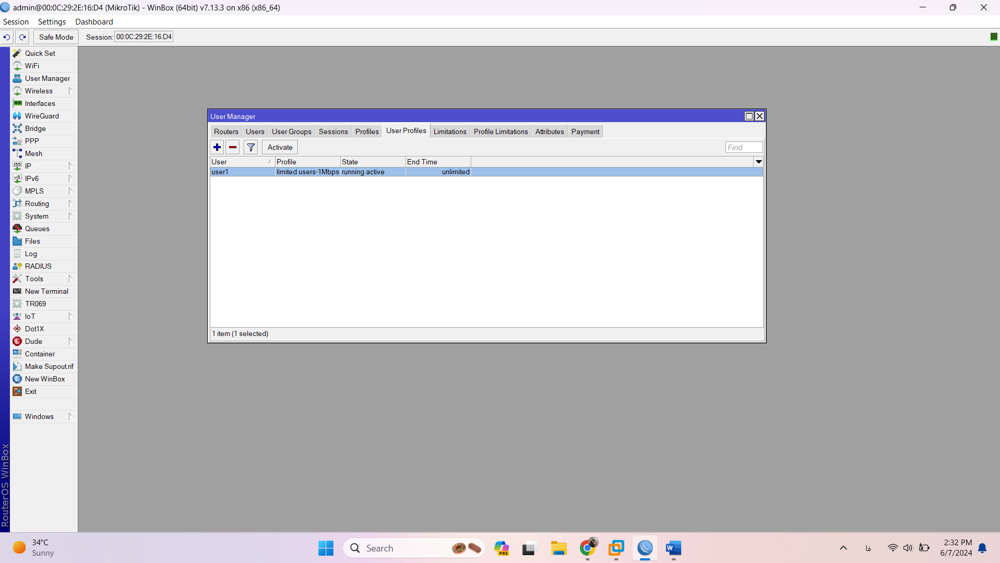 admin@00:0C:29:2E:16:D4 (MikroTik) - WinBox (64bit) v7.13.3 on x86 (x86_64)
Session Settings Dashboard
Safe Mode Session: 00:0C:29:2E:16:D4
Quick Set
WiFi
User Manager
Wireless
Interfaces
WireGuard
Bridge
PPP
Mesh
IP
IPv6
MPLS
Routing
System
Queues
Files
Log
RADIUS
Tools
New Terminal
TR069
IoT
Dot1X
Dude
Container
Make Supout.rif
New WinBox
Exit
Windows
RouterOS WinBox
User Manager
Routers Users User Groups Sessions Profiles User Profiles Limitations Profile Limitations Attributes Payment
Activate Find
User Profile State End Time
user1 limited users-1Mbps running active unlimited
1 item (1 selected)
34°C
Sunny
Search
PRE
فا
2:32 PM
6/7/2024